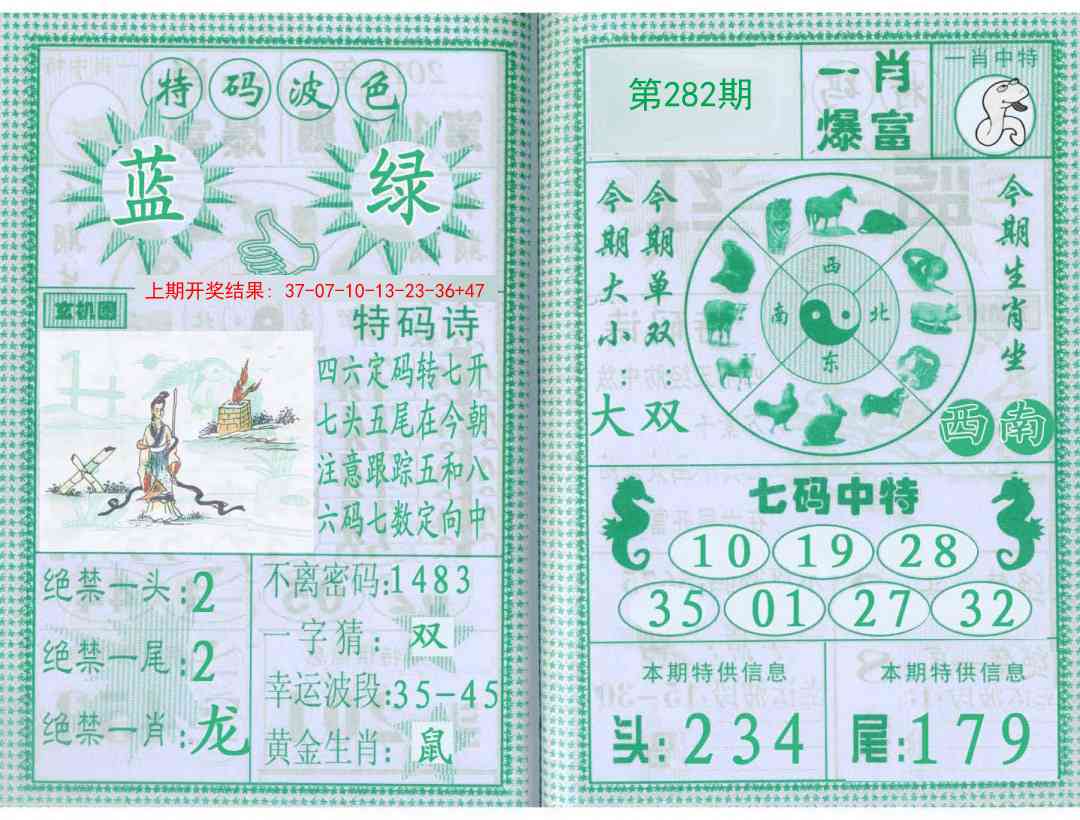 特码波色
蓝 绿
上期开奖结果: 37-07-10-13-23-36+47
玄机图
特码诗
四六定码转七开
七头五尾在今朝
注意跟踪五和八
六码七数定向中
绝禁一头:2
绝禁一尾:2
绝禁一肖:龙
不离密码:1483
一字猜:双
幸运波段:35-45
黄金生肖:鼠
第282期
一肖
爆富
一肖中特
今期大小
大
今期单双
双
西
南
北
东
今期生肖坐
西南
七码中特
10 19 28
35 01 27 32
本期特供信息
头:234
本期特供信息
尾:179